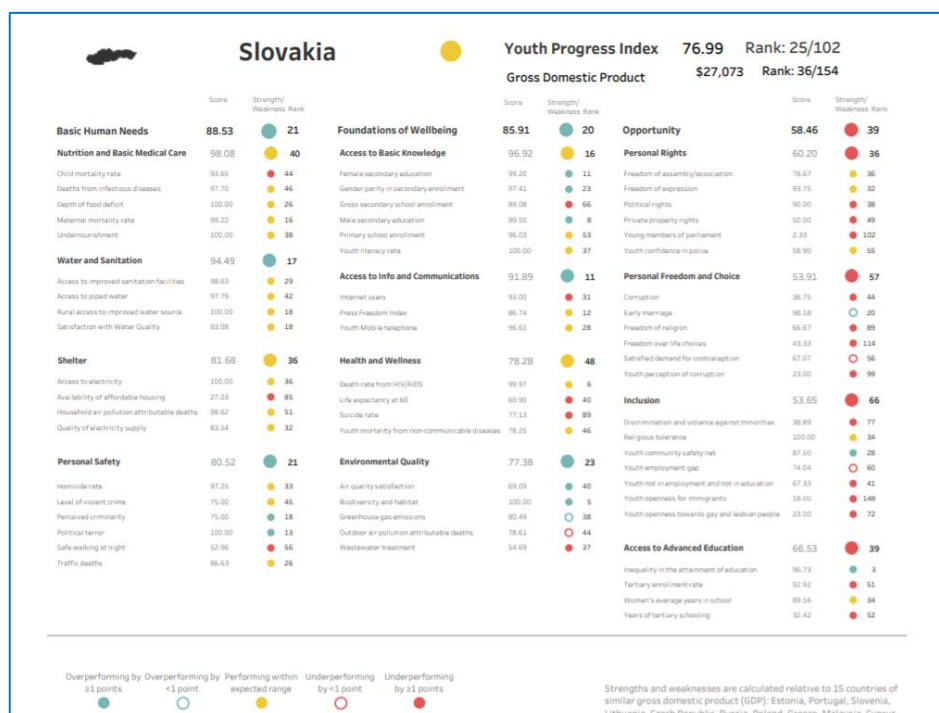 Slovakia
Youth Progress Index 76.99 Rank: 25/102
Gross Domestic Product $27,073 Rank: 36/154
Score Strength/ Weakness Rank
Basic Human Needs 88.53 21
Nutrition and Basic Medical Care 98.08 40
Child mortality rate 93.65 44
Deaths from infectious diseases 97.70 46
Depth of food deficit 100.00 26
Maternal mortality rate 99.22 16
Undernourishment 100.00 38
Water and Sanitation 94.49 17
Access to improved sanitation facilities 98.63 29
Access to piped water 97.79 42
Rural access to improved water source 100.00 18
Satisfaction with Water Quality 83.08 18
Shelter 81.68 36
Access to electricity 100.00 36
Availability of affordable housing 27.03 85
Household air pollution attributable deaths 98.62 51
Quality of electricity supply 83.54 32
Personal Safety 80.52 21
Homicide rate 97.25 33
Level of violent crime 75.00 45
Perceived criminality 75.00 18
Political terror 100.00 13
Safe walking at night 52.96 56
Traffic deaths 86.63 26
Score Strength/ Weakness Rank
Foundations of Wellbeing 85.91 20
Access to Basic Knowledge 96.92 16
Female secondary education 99.20 11
Gender parity in secondary enrollment 97.41 23
Gross secondary school enrollment 89.08 66
Male secondary education 99.50 8
Primary school enrollment 96.03 53
Youth literacy rate 100.00 37
Access to Info and Communications 91.89 11
Internet users 93.00 31
Press Freedom Index 86.74 12
Youth Mobile telephone 96.61 28
Health and Wellness 78.28 48
Death rate from HIV/AIDS 99.97 6
Life expectancy at 60 60.90 40
Suicide rate 77.13 89
Youth mortality from non-communicable diseases 78.25 46
Environmental Quality 77.38 23
Air quality satisfaction 69.09 40
Biodiversity and habitat 100.00 5
Greenhouse gas emissions 80.49 38
Outdoor air pollution attributable deaths 78.61 44
Wastewater treatment 54.69 37
Score Strength/ Weakness Rank
Opportunity 58.46 39
Personal Rights 60.20 36
Freedom of assembly/association 78.67 36
Freedom of expression 93.75 32
Political rights 90.00 38
Private property rights 50.00 49
Young members of parliament 2.33 102
Youth confidence in police 58.90 55
Personal Freedom and Choice 53.91 57
Corruption 38.75 44
Early marriage 98.18 20
Freedom of religion 66.67 89
Freedom over life choices 43.33 114
Satisfied demand for contraception 67.07 56
Youth perception of corruption 23.00 99
Inclusion 53.65 66
Discrimination and violence against minorities 38.89 77
Religious tolerance 100.00 34
Youth community safety net 87.50 28
Youth employment gap 74.04 60
Youth not in employment and not in education 67.33 41
Youth openness for immigrants 18.00 148
Youth openness towards gay and lesbian people 23.00 72
Access to Advanced Education 66.53 39
Inequality in the attainment of education 96.73 3
Tertiary enrollment rate 52.92 51
Women's average years in school 89.16 34
Years of tertiary schooling 32.42 52
Overperforming by ≥1 points
Overperforming by <1 point
Performing within expected range
Underperforming by <1 point
Underperforming by ≥1 points
Strengths and weaknesses are calculated relative to 15 countries of
similar gross domestic product (GDP): Estonia, Portugal, Slovenia,
Lithuania, Czech Republic, Russia, Poland, Greece, Malaysia, Cyprus,